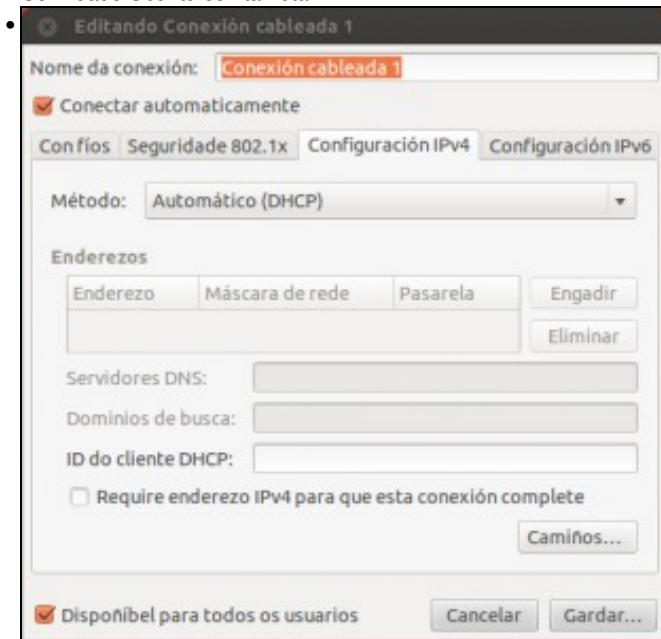 Editando Conexión cableada 1
Nome da conexión: Conexión cableada 1
Conectar automaticamente
Con fíos Seguridade 802.1x Configuración IPv4 Configuración IPv6
Método: Automático (DHCP)
Enderezos
Enderezo Máscara de rede Pasarela Engadir
Eliminar
Servidores DNS:
Dominios de busca:
ID do cliente DHCP:
Require enderezo IPv4 para que esta conexión complete
Camiños...
Dispoñíbel para todos os usuarios Cancelar Gardar...